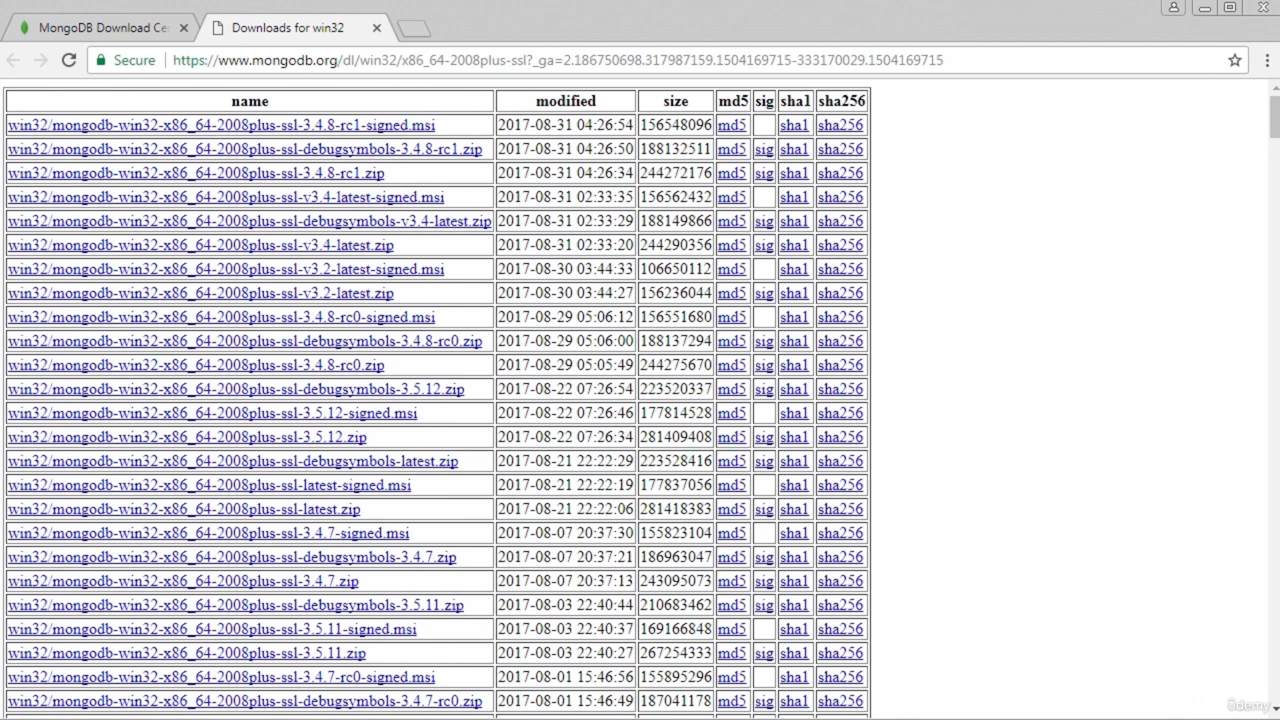 MongoDB Download Ce
Downloads for win32
Secure https://www.mongodb.org/dl/win32/x86_64-2008plus-ssl?_ga=2.186750698.317987159.1504169715-333170029.1504169715
name modified size md5 sig sha1 sha256
win32/mongodb-win32-x86_64-2008plus-ssl-3.4.8-rc1-signed.msi 2017-08-31 04:26:54 156548096 md5 sha1 sha256
win32/mongodb-win32-x86_64-2008plus-ssl-debugsymbols-3.4.8-rc1.zip 2017-08-31 04:26:50 188132511 md5 sig sha1 sha256
win32/mongodb-win32-x86_64-2008plus-ssl-3.4.8-rc1.zip 2017-08-31 04:26:34 244272176 md5 sig sha1 sha256
win32/mongodb-win32-x86_64-2008plus-ssl-v3.4-latest-signed.msi 2017-08-31 02:33:35 156562432 md5 sha1 sha256
win32/mongodb-win32-x86_64-2008plus-ssl-debugsymbols-v3.4-latest.zip 2017-08-31 02:33:29 188149866 md5 sig sha1 sha256
win32/mongodb-win32-x86_64-2008plus-ssl-v3.4-latest.zip 2017-08-31 02:33:20 244290356 md5 sig sha1 sha256
win32/mongodb-win32-x86_64-2008plus-ssl-v3.2-latest-signed.msi 2017-08-30 03:44:33 106650112 md5 sha1 sha256
win32/mongodb-win32-x86_64-2008plus-ssl-v3.2-latest.zip 2017-08-30 03:44:27 156236044 md5 sig sha1 sha256
win32/mongodb-win32-x86_64-2008plus-ssl-3.4.8-rc0-signed.msi 2017-08-29 05:06:12 156551680 md5 sha1 sha256
win32/mongodb-win32-x86_64-2008plus-ssl-debugsymbols-3.4.8-rc0.zip 2017-08-29 05:06:00 188137294 md5 sig sha1 sha256
win32/mongodb-win32-x86_64-2008plus-ssl-3.4.8-rc0.zip 2017-08-29 05:05:49 244275670 md5 sig sha1 sha256
win32/mongodb-win32-x86_64-2008plus-ssl-debugsymbols-3.5.12.zip 2017-08-22 07:26:54 223520337 md5 sig sha1 sha256
win32/mongodb-win32-x86_64-2008plus-ssl-3.5.12-signed.msi 2017-08-22 07:26:46 177814528 md5 sha1 sha256
win32/mongodb-win32-x86_64-2008plus-ssl-3.5.12.zip 2017-08-22 07:26:34 281409408 md5 sig sha1 sha256
win32/mongodb-win32-x86_64-2008plus-ssl-debugsymbols-latest.zip 2017-08-21 22:22:29 223528416 md5 sig sha1 sha256
win32/mongodb-win32-x86_64-2008plus-ssl-latest-signed.msi 2017-08-21 22:22:19 177837056 md5 sha1 sha256
win32/mongodb-win32-x86_64-2008plus-ssl-latest.zip 2017-08-21 22:22:06 281418383 md5 sig sha1 sha256
win32/mongodb-win32-x86_64-2008plus-ssl-3.4.7-signed.msi 2017-08-07 20:37:30 155823104 md5 sha1 sha256
win32/mongodb-win32-x86_64-2008plus-ssl-debugsymbols-3.4.7.zip 2017-08-07 20:37:21 186963047 md5 sig sha1 sha256
win32/mongodb-win32-x86_64-2008plus-ssl-3.4.7.zip 2017-08-07 20:37:13 243095073 md5 sig sha1 sha256
win32/mongodb-win32-x86_64-2008plus-ssl-debugsymbols-3.5.11.zip 2017-08-03 22:40:44 210683462 md5 sig sha1 sha256
win32/mongodb-win32-x86_64-2008plus-ssl-3.5.11-signed.msi 2017-08-03 22:40:37 169166848 md5 sha1 sha256
win32/mongodb-win32-x86_64-2008plus-ssl-3.5.11.zip 2017-08-03 22:40:27 267254333 md5 sig sha1 sha256
win32/mongodb-win32-x86_64-2008plus-ssl-3.4.7-rc0-signed.msi 2017-08-01 15:46:56 155895296 md5 sha1 sha256
win32/mongodb-win32-x86_64-2008plus-ssl-debugsymbols-3.4.7-rc0.zip 2017-08-01 15:46:49 187041178 md5 sig sha1 sha256
ûdemy